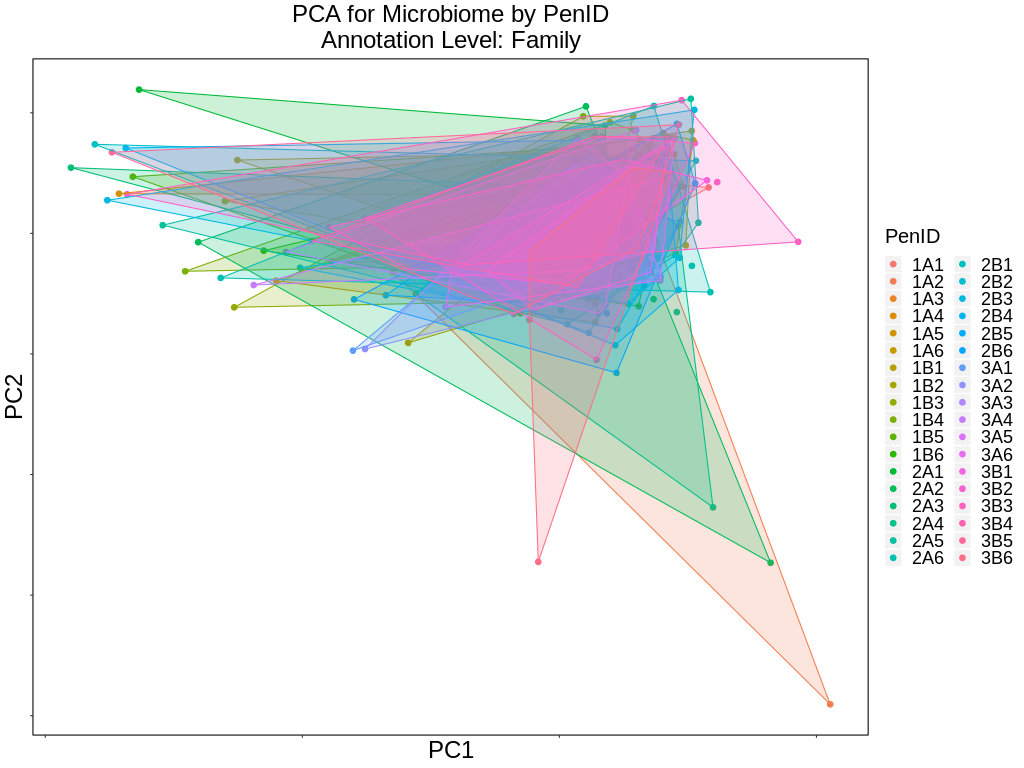 PCA for Microbiome by PenID
Annotation Level: Family
PC2
PC1
PenID
1A1
1A2
1A3
1A4
1A5
1A6
1B1
1B2
1B3
1B4
1B5
1B6
2A1
2A2
2A3
2A4
2A5
2A6
2B1
2B2
2B3
2B4
2B5
2B6
3A1
3A2
3A3
3A4
3A5
3A6
3B1
3B2
3B3
3B4
3B5
3B6